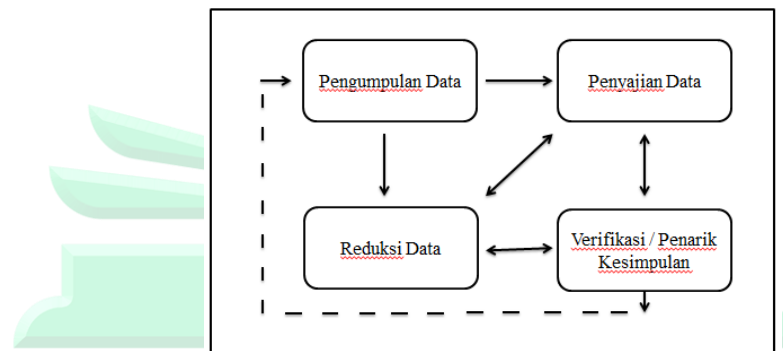 Pengumpulan Data
Penyajian Data
Reduksi Data
Verifikasi / Penarik
Kesimpulan